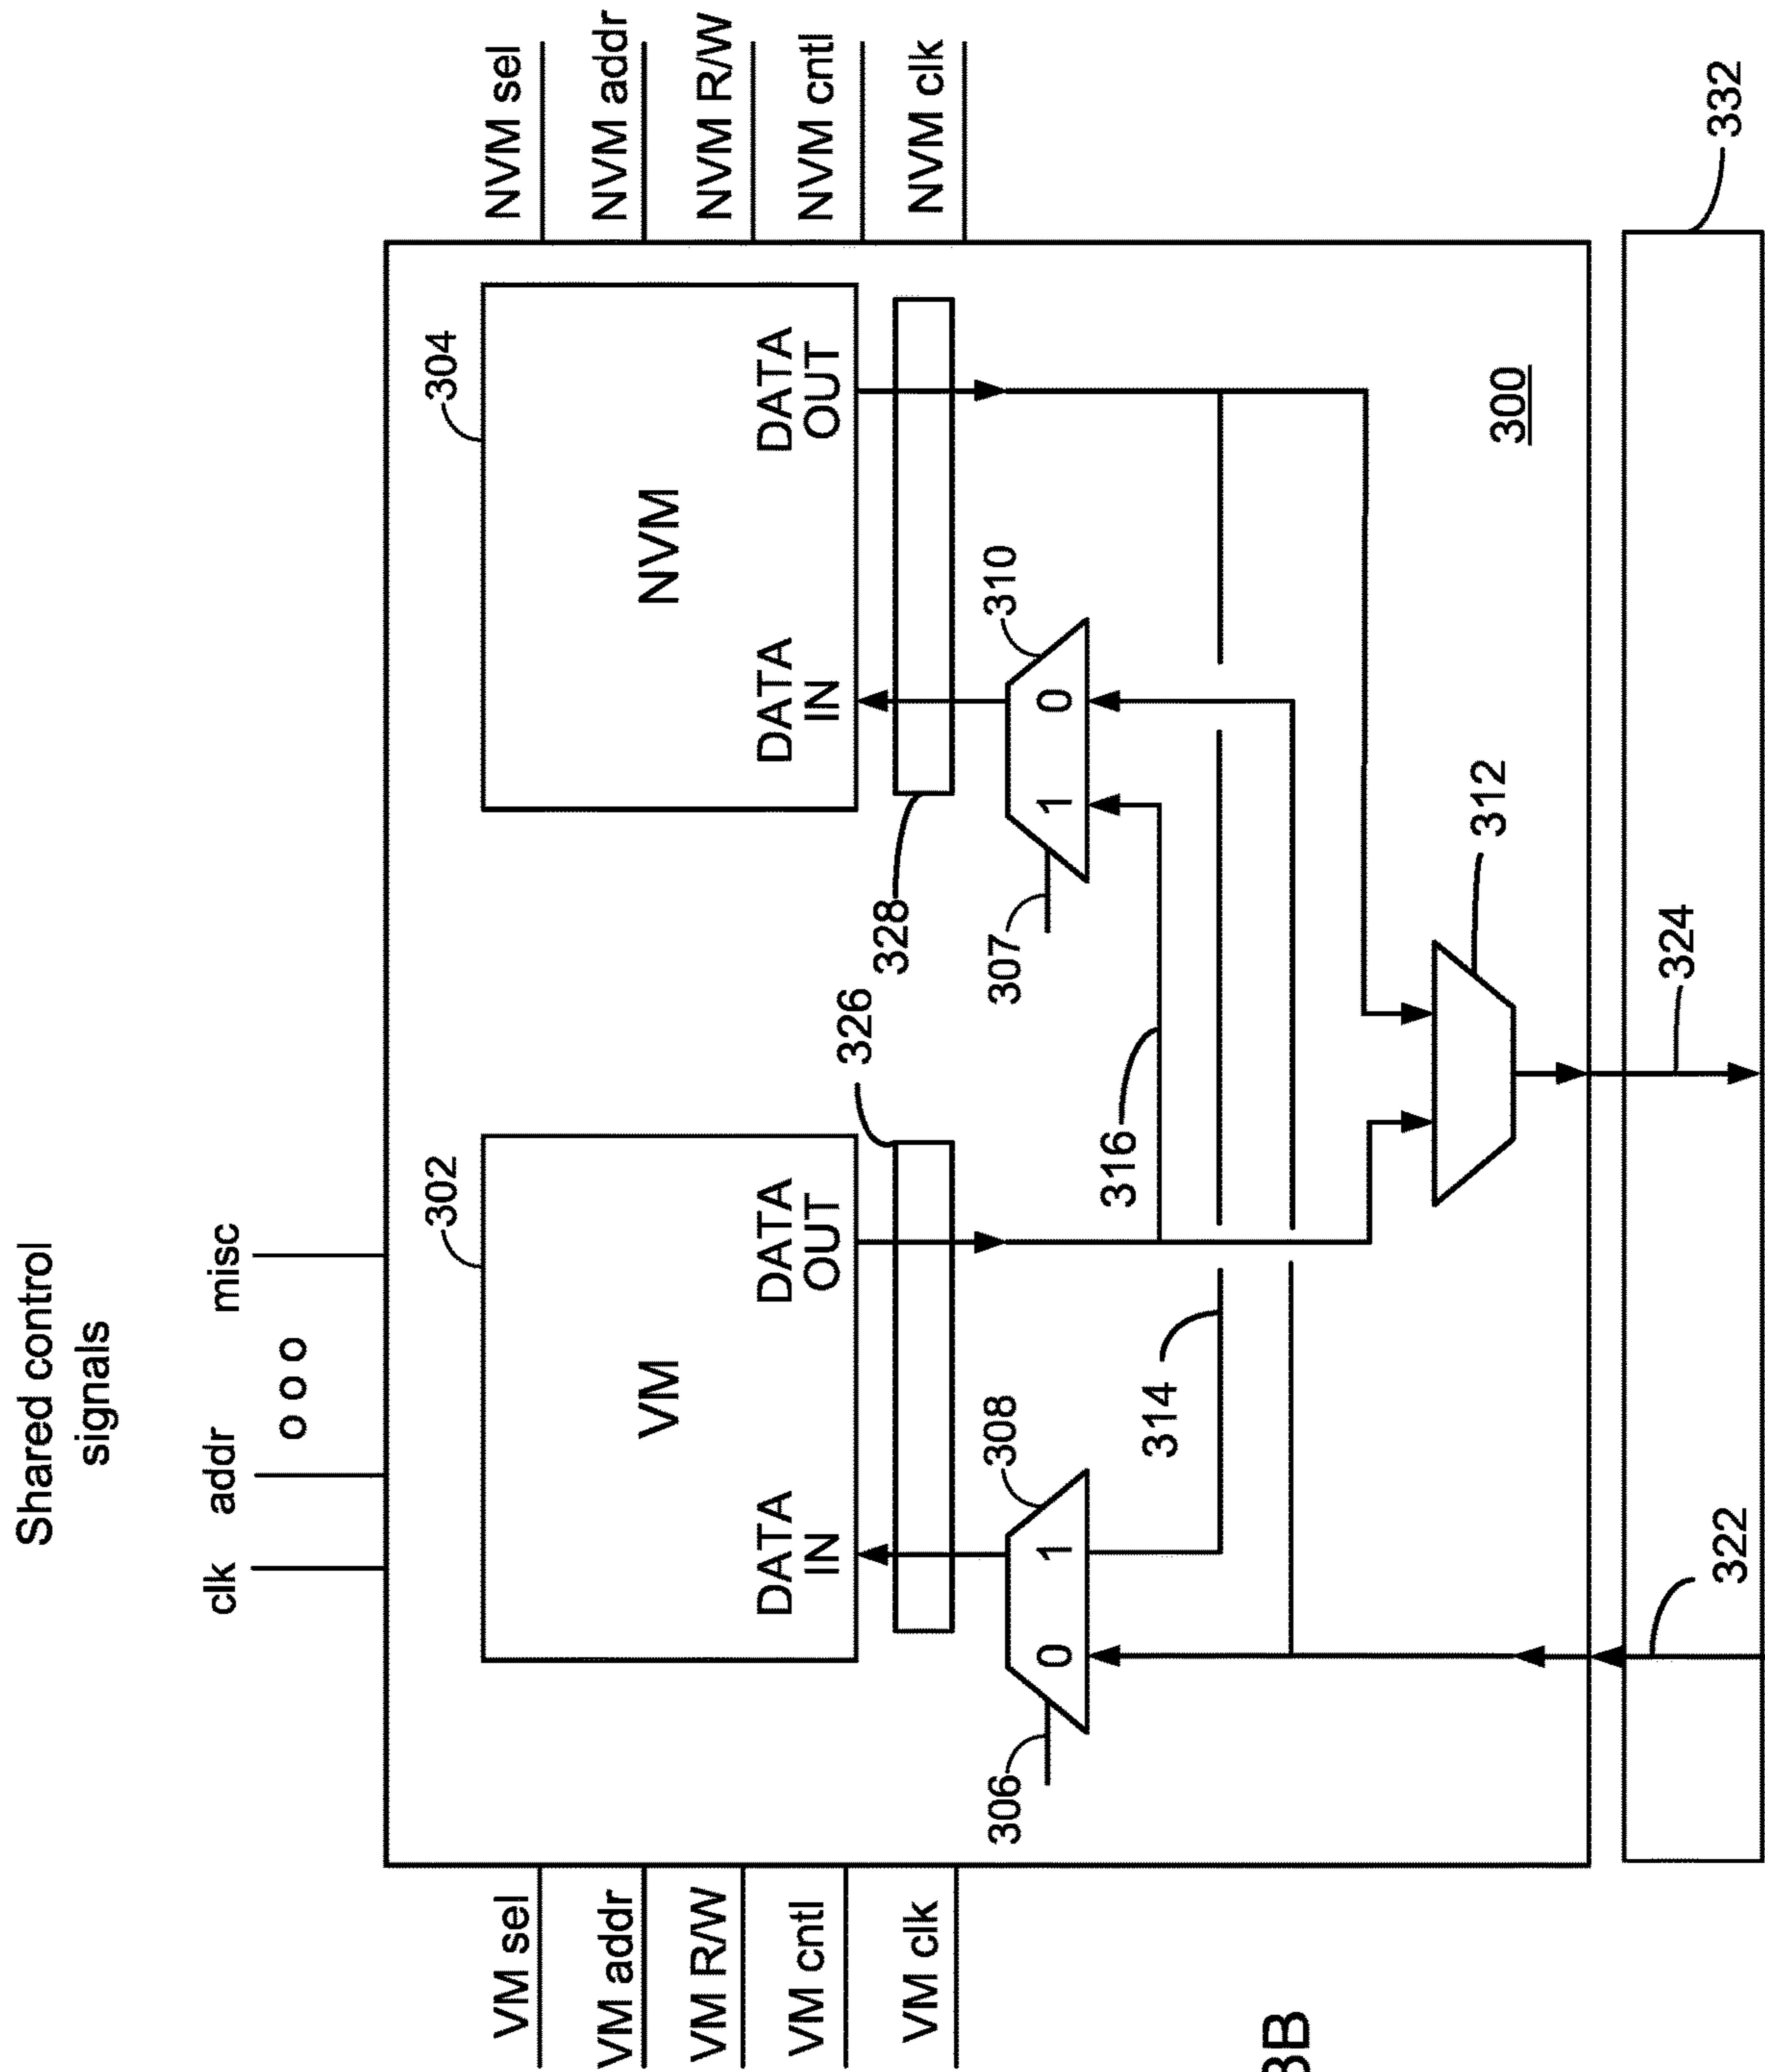 Shared control
signals
clk
addr
o o o
misc
VM sel
VM addr
VM R/W
VM cntl
VM clk
NVM sel
NVM addr
NVM R/W
NVM cntl
NVM clk
302
VM
DATA
IN
DATA
OUT
304
NVM
DATA
IN
DATA
OUT
326
328
306
0
1
308
307
1
0
310
316
314
312
300
322
324
332
3B